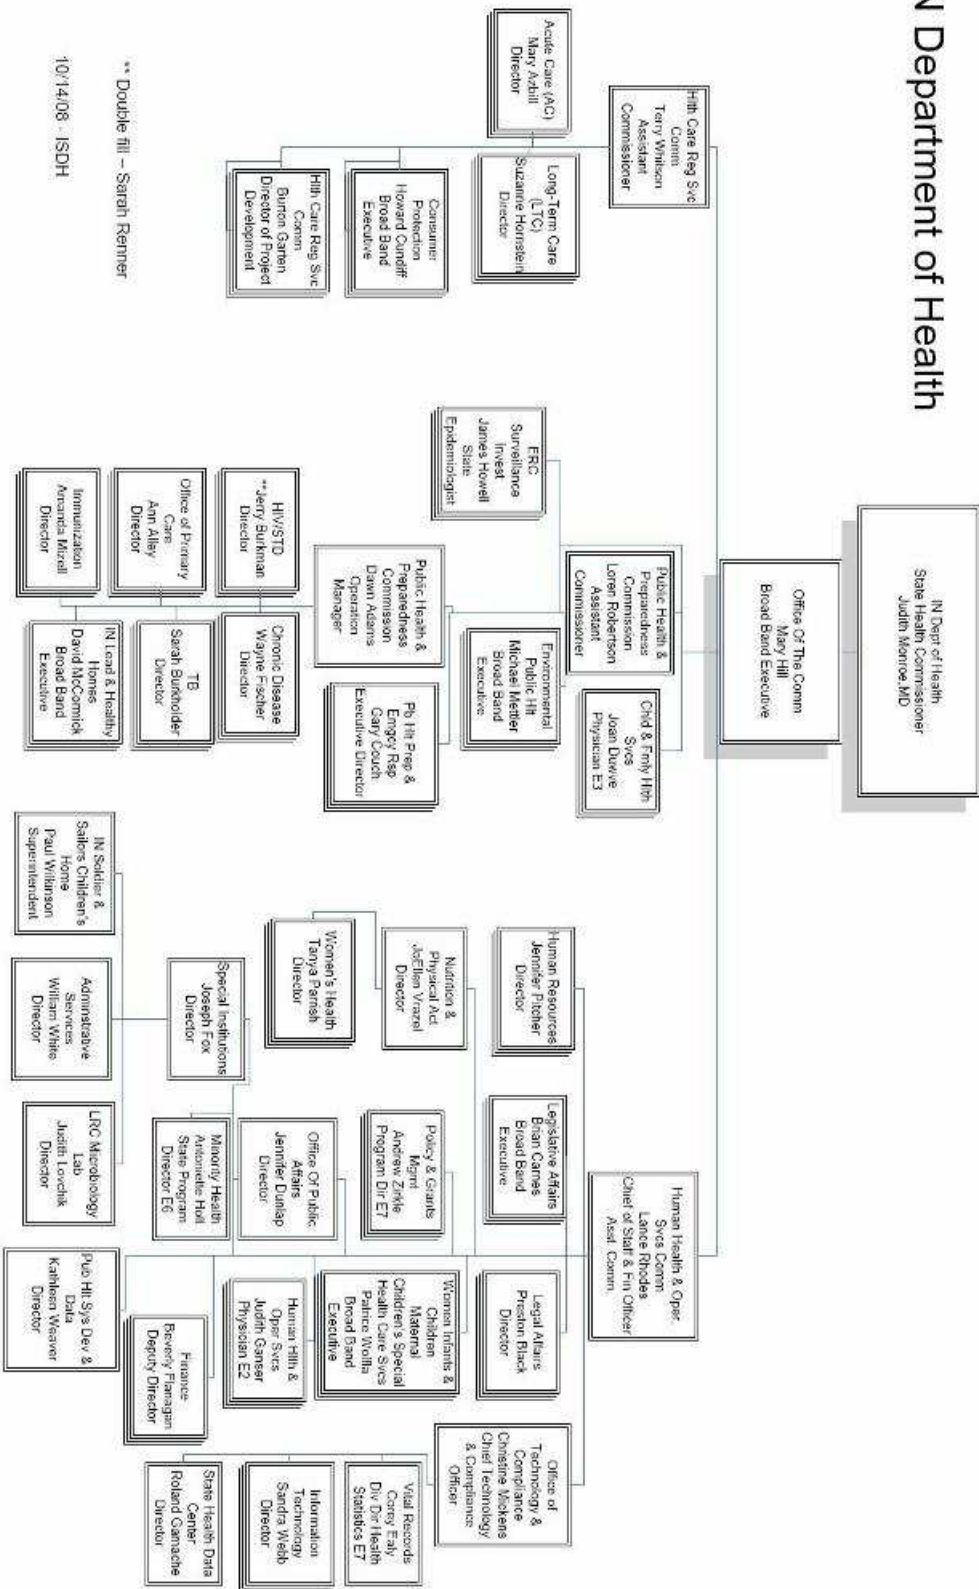 N Department of Health
IN Dept of Health
State Health Commissioner
Judith Monroe,MD
Office Of The Comm
Mary Hill
Broad Band Executive
Hlth Care Reg Svc
Comm
Terry Whitson
Assistant
Commissioner
Acute Care (AC)
Mary Azbill
Director
Long-Term Care
(LTC)
Suzanne Hornstein
Director
Consumer
Protection
Howard Cundiff
Broad Band
Executive
Hlth Care Reg Svc
Comm
Burton Garten
Director of Project
Development
Public Health &
Preparedness
Commission
Loren Robertson
Assistant
Commissioner
Chld & Fmly Hlth
Svcs
Joan Duwve
Physician E3
ERC
Surveillance
Invest
James Howell
State
Epidemiologist
Environmental
Public Hlt
Michael Mettler
Broad Band
Executive
Public Health &
Preparedness
Commission
Dawn Adams
Operation
Manager
Pb Hlt Prep &
Emgcy Rsp
Gary Couch
Executive Director
HIV/STD
**Jerry Burkman
Director
Chronic Disease
Wayne Fischer
Director
Office of Primary
Care
Ann Alley
Director
TB
Sarah Burkholder
Director
Immunization
Amanda Mizell
Director
IN Lead & Healthy
Homes
David McCormick
Broad Band
Executive
Human Health & Oper
Svcs Comm
Lance Rhodes
Chief of Staff & Fin Officer
Asst. Comm.
Human Resources
Jennifer Pitcher
Director
Legislative Affairs
Brian Carnes
Broad Band
Executive
Legal Affairs
Preston Black
Director
Office of
Technology &
Compliance
Christine Mickens
Chief Technology
& Compliance
Officer
Nutrition &
Physical Act
JoEllen Vrazel
Director
Policy & Grants
Mgmt
Andrew Zirkle
Program Dir E7
Women Infants &
Children
Maternal
Children's Special
Health Care Svcs
Patrice Wolfla
Broad Band
Executive
Vital Records
Corey Ealy
Div Dir Health
Statistics E7
Women's Health
Tanya Parrish
Director
Office Of Public
Affairs
Jennifer Dunlap
Director
Human Hlth &
Oper Svcs
Judith Ganser
Physician E2
Information
Technology
Sandra Webb
Director
Special Institutions
Joseph Fox
Director
Minority Health
Antoniette Holt
State Program
Director E6
Finance
Beverly Flanagan
Deputy Director
State Health Data
Center
Roland Gamache
Director
IN Soldier &
Sailors Children's
Home
Paul Wilkinson
Superintendent
Adminstrative
Services
William White
Director
LRC Microbiology
Lab
Judith Lovchik
Director
Pub Hlt Sys Dev &
Data
Kathleen Weaver
Director
** Double fill – Sarah Renner
10/14/08 - ISDH